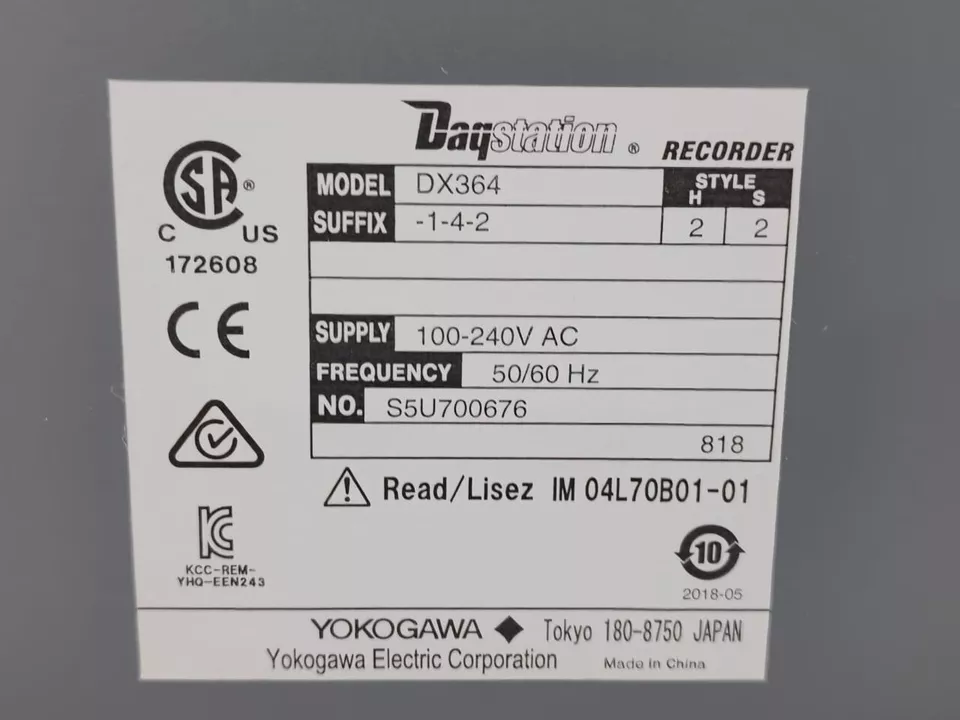 Daqstation ® RECORDER
MODEL DX364 STYLE
H S
SUFFIX -1-4-2 2 2
SUPPLY 100-240V AC
FREQUENCY 50/60 Hz
NO. S5U700676
818
Read/Lisez IM 04L70B01-01
SA ®
C US
172608
CE
KCC-REM-
YHQ-EEN243
10
2018-05
YOKOGAWA Tokyo 180-8750 JAPAN
Yokogawa Electric Corporation Made in China